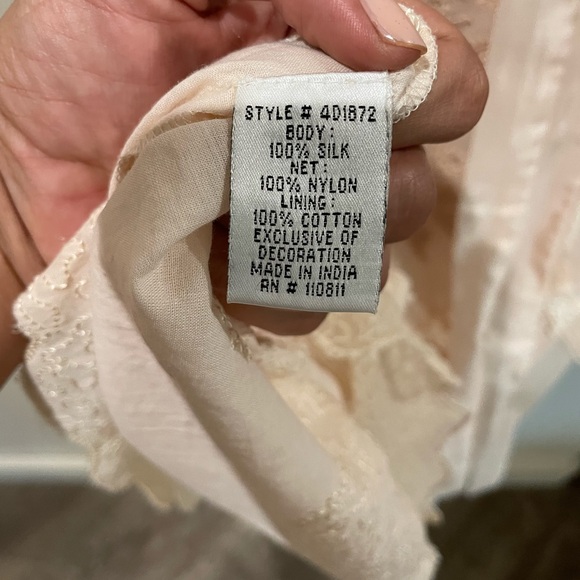 STYLE # 4D1872
BODY :
100% SILK
NET :
100% NYLON
LINING :
100% COTTON
EXCLUSIVE OF
DECORATION
MADE IN INDIA
RN # 110811